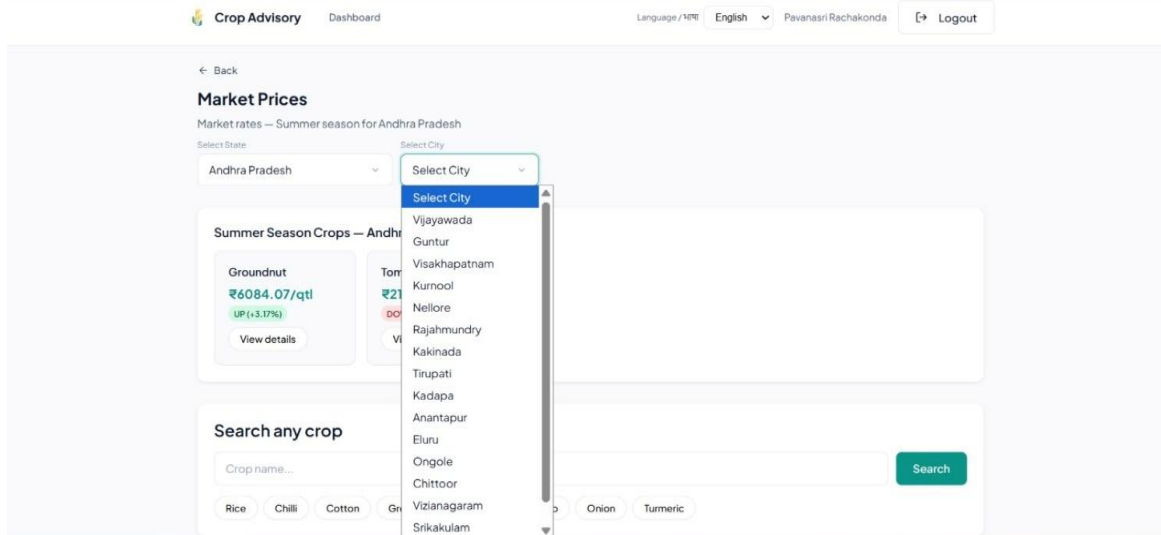 Crop Advisory Dashboard Language / भाषा English Pavanasri Rachakonda Logout
Back
Market Prices
Market rates — Summer season for Andhra Pradesh
Select State Select City
Andhra Pradesh Select City
Select City
Vijayawada
Guntur
Visakhapatnam
Kurnool
Nellore
Rajahmundry
Kakinada
Tirupati
Kadapa
Anantapur
Eluru
Ongole
Chittoor
Vizianagaram
Srikakulam
Summer Season Crops — Andhr
Groundnut
₹6084.07/qtl
UP (+3.17%)
View details
Tom
₹21
DO
Vi
Search any crop
Crop name... Search
Rice Chilli Cotton Gr o Onion Turmeric